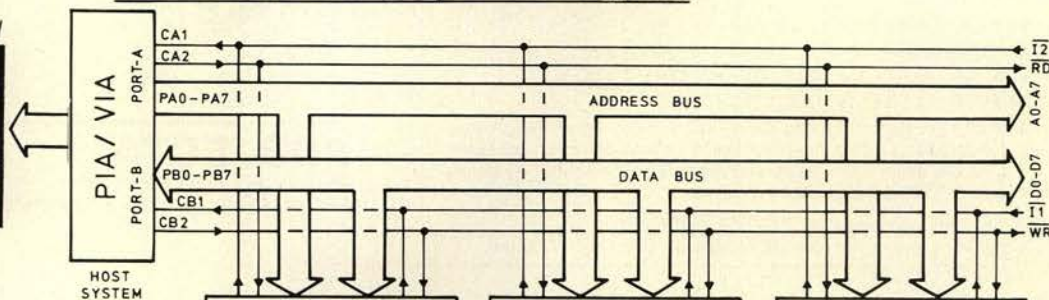 PIA/VIA
PORT-A
PORT-B
CA1
CA2
PA0-PA7
ADDRESS BUS
PB0-PB7
DATA BUS
CB1
CB2
I2
RD
A0-A7
D0-D7
I1
WR
HOST
SYSTEM